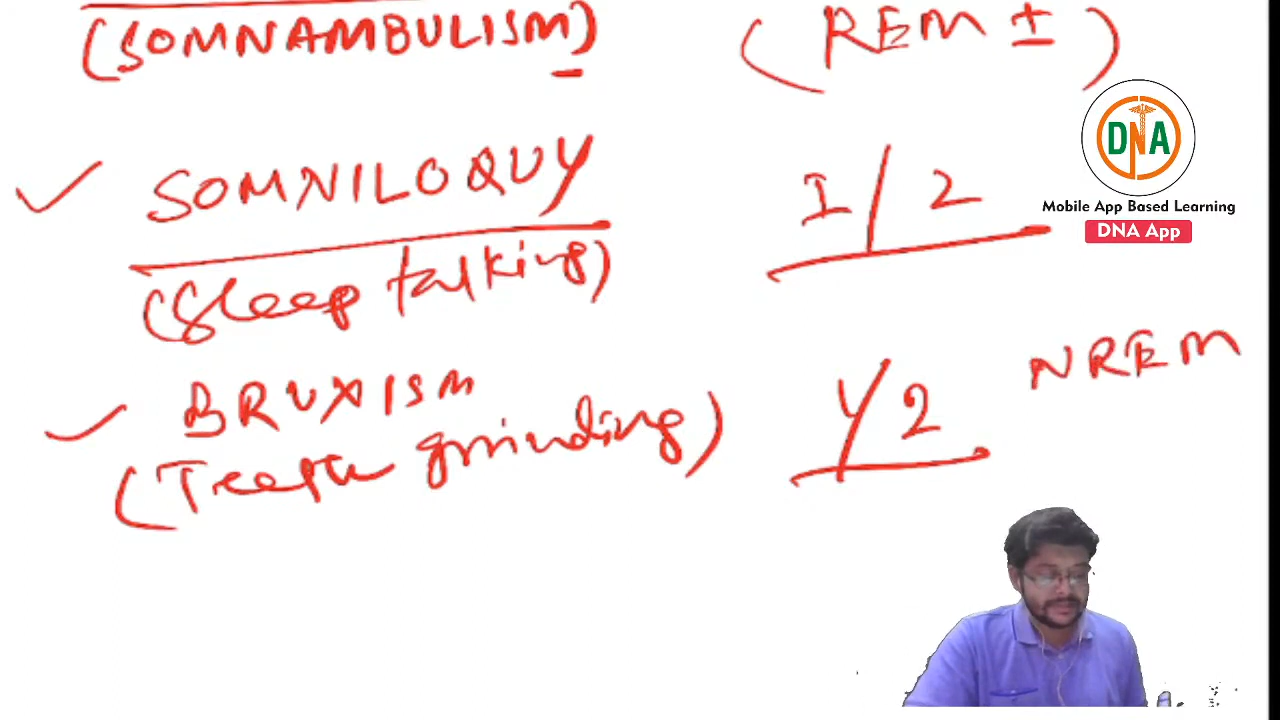 (SOMNAMBULISM) (REM ±)
SOMNILOQUY I/2
(Sleep talking)
BRUXISM 1/2 NREM
(Teeth grinding)
DNA
Mobile App Based Learning
DNA App